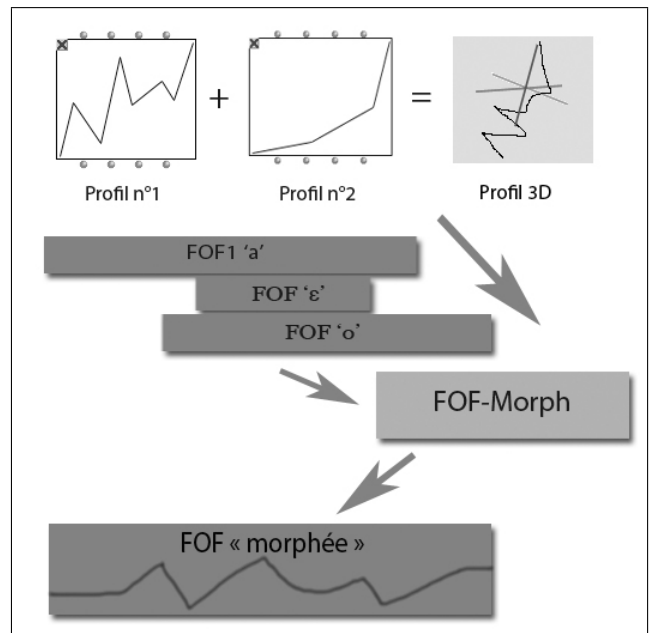 + =
Profil n°1 Profil n°2 Profil 3D
FOF1 ‘a’
FOF ‘ε’
FOF ‘o’
FOF-Morph
FOF « morphée »